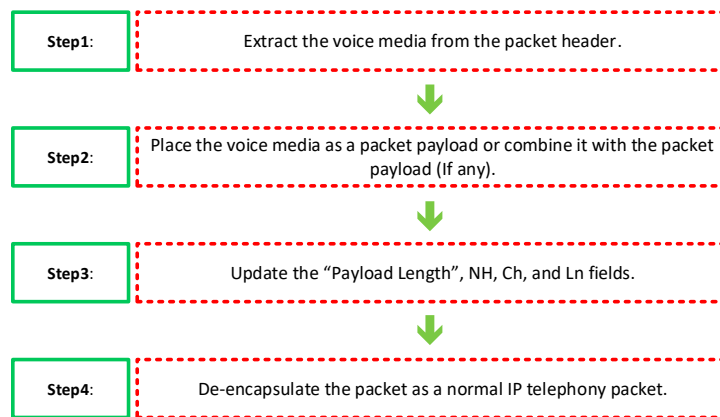 Step1: Extract the voice media from the packet header.
Step2: Place the voice media as a packet payload or combine it with the packet
payload (If any).
Step3: Update the “Payload Length”, NH, Ch, and Ln fields.
Step4: De-encapsulate the packet as a normal IP telephony packet.